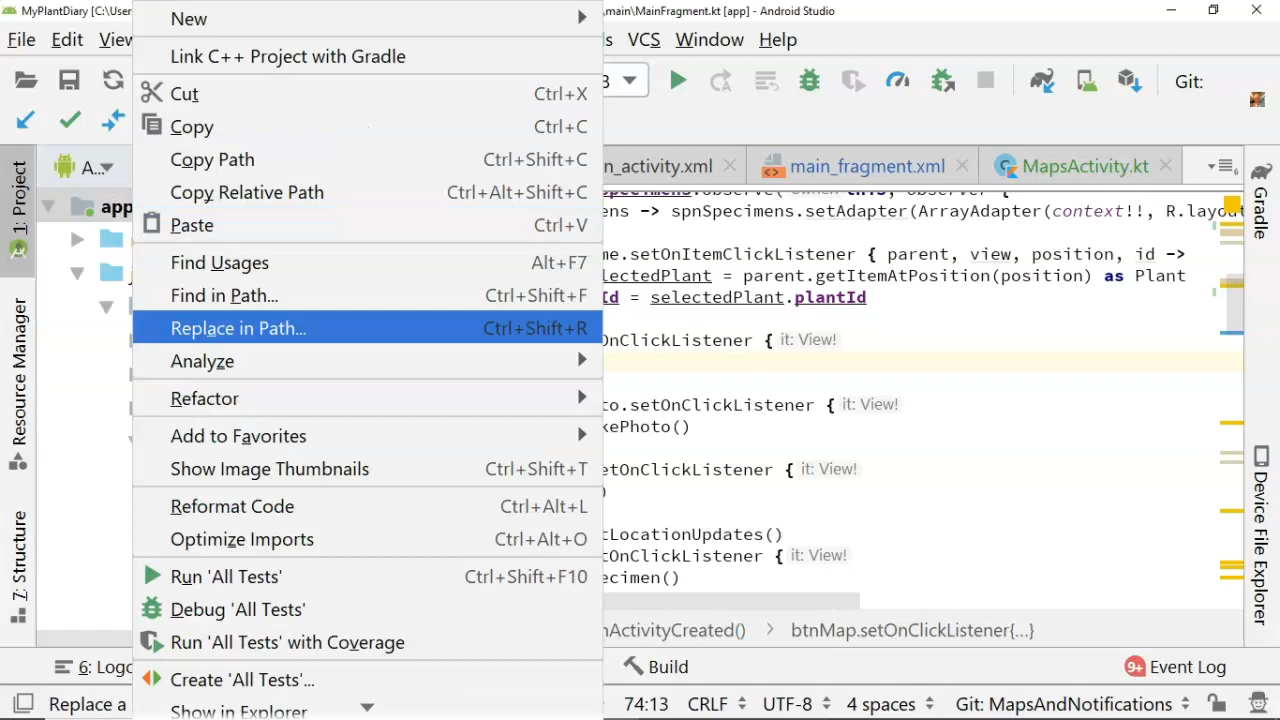 MyPlantDiary [C:\Use
\main\MainFragment.kt [app] - Android Studio
File Edit View
VCS Window Help
Git:
A...
1: Project
Resource Manager
7: Structure
app
New
Link C++ Project with Gradle
Cut Ctrl+X
Copy Ctrl+C
Copy Path Ctrl+Shift+C
Copy Relative Path Ctrl+Alt+Shift+C
Paste Ctrl+V
Find Usages Alt+F7
Find in Path... Ctrl+Shift+F
Replace in Path... Ctrl+Shift+R
Analyze
Refactor
Add to Favorites
Show Image Thumbnails Ctrl+Shift+T
Reformat Code Ctrl+Alt+L
Optimize Imports Ctrl+Alt+O
Run 'All Tests' Ctrl+Shift+F10
Debug 'All Tests'
Run 'All Tests' with Coverage
Create 'All Tests'...
Show in Explorer
n_activity.xml main_fragment.xml MapsActivity.kt
ens -> spnSpecimens.setAdapter(ArrayAdapter(context!!, R.layout
me.setOnItemClickListener { parent, view, position, id ->
electedPlant = parent.getItemAtPosition(position) as Plant
Id = selectedPlant.plantId
OnClickListener { it: View!
to.setOnClickListener { it: View!
kePhoto()
etOnClickListener { it: View!
)
tLocationUpdates()
etOnClickListener { it: View!
ecimen()
nActivityCreated() > btnMap.setOnClickListener{...}
Gradle
Device File Explorer
6: Logc
Build
9+ Event Log
Replace a
74:13 CRLF UTF-8 4 spaces Git: MapsAndNotifications